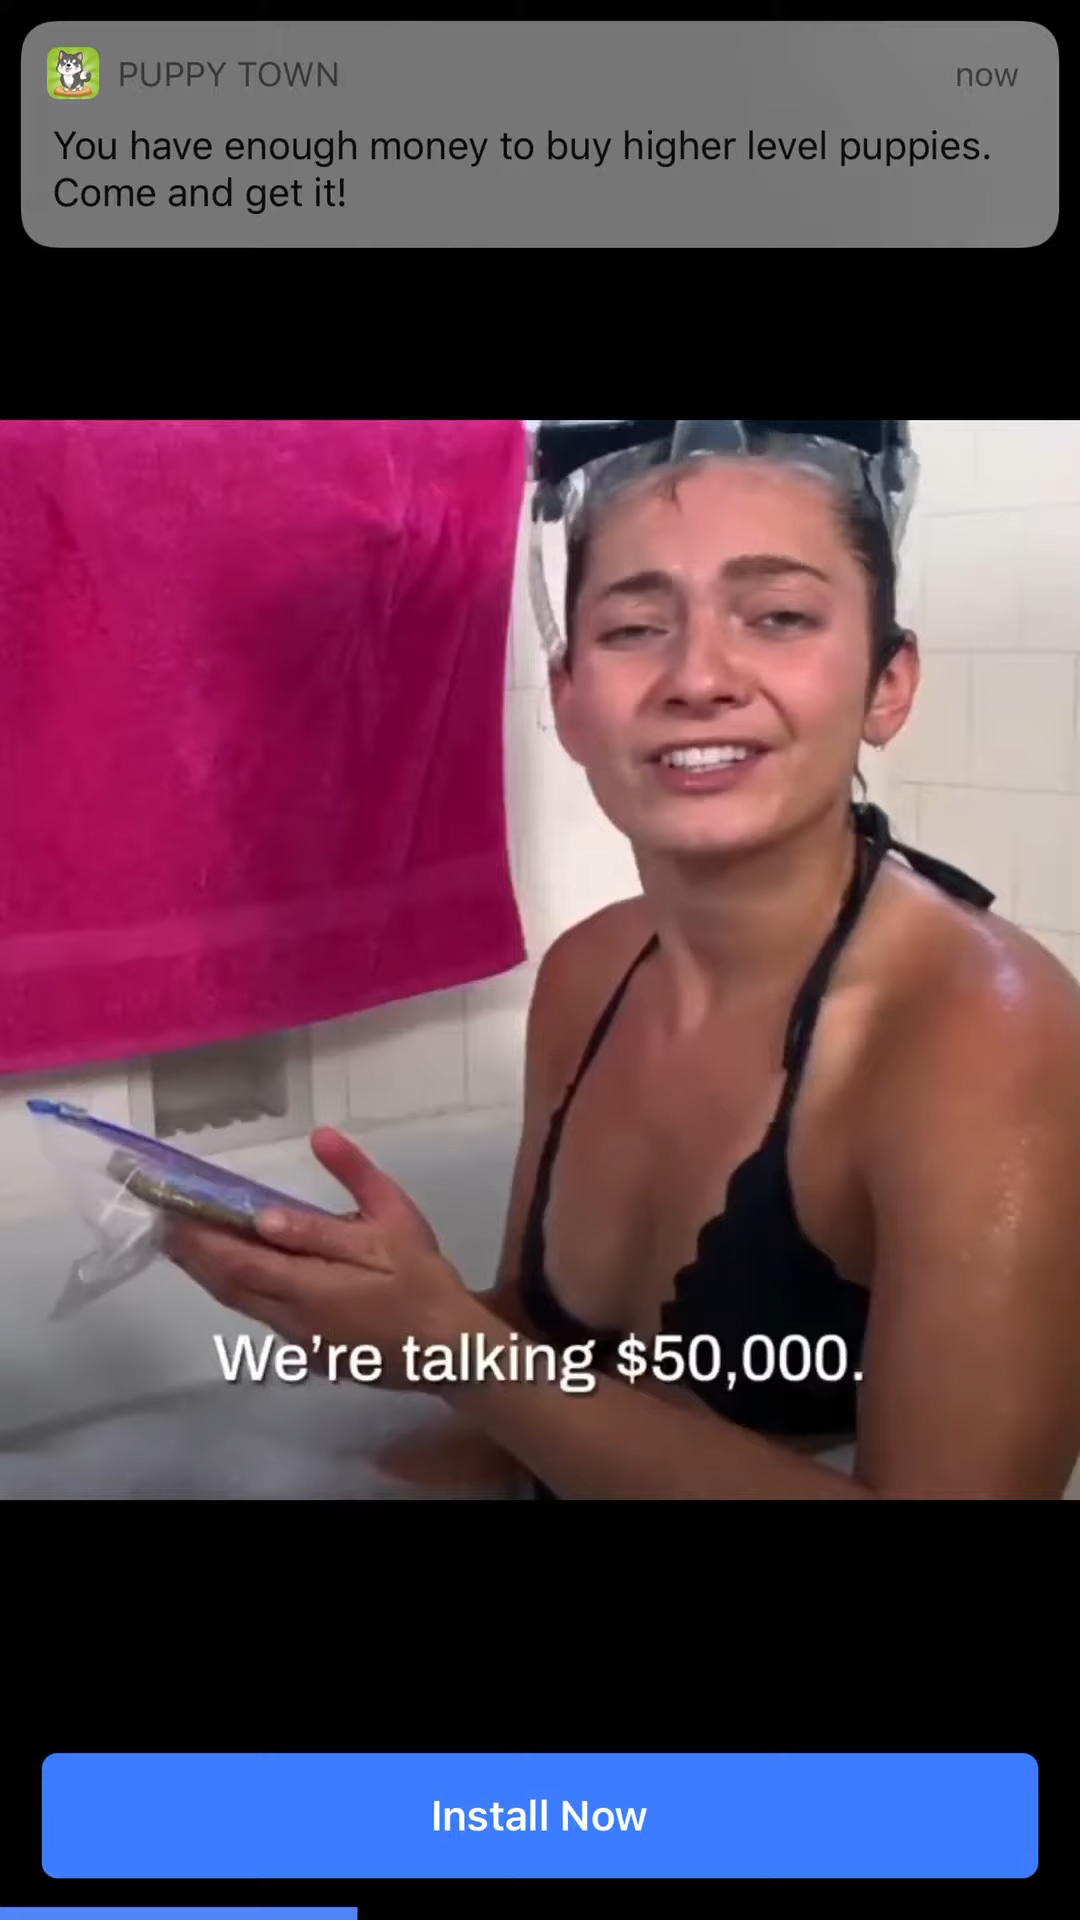 PUPPY TOWN
now
You have enough money to buy higher level puppies.
Come and get it!
We're talking $50,000.
Install Now